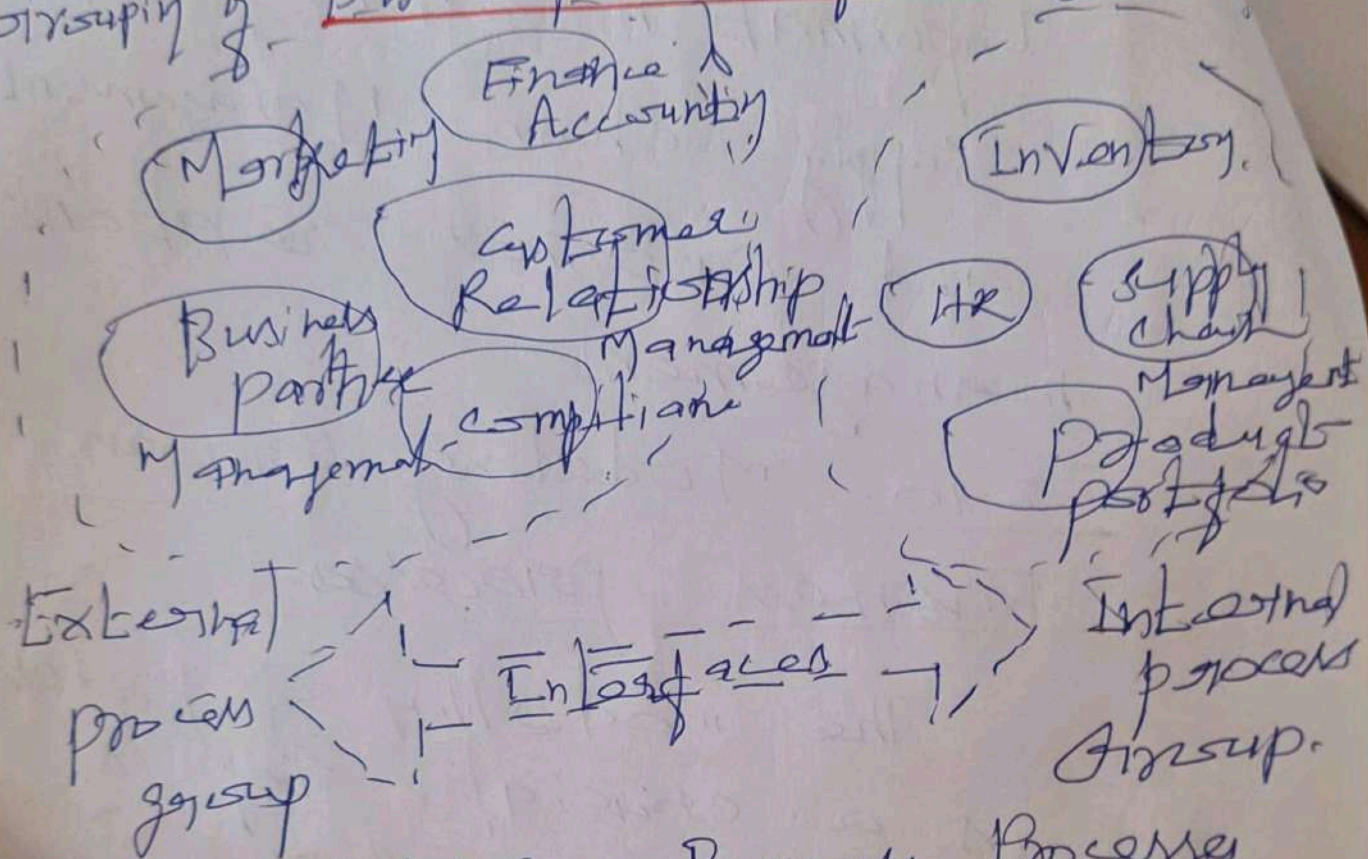 Grouping of
Finance &
Accounting
Marketing
Inventory.
Customer
Relationship
Management
HR
Supply
Chain
Management
Business
partner
Management
Compliance
Product
portfolio
External
process
group
Interfaces
Internal
process
Group.
Processes